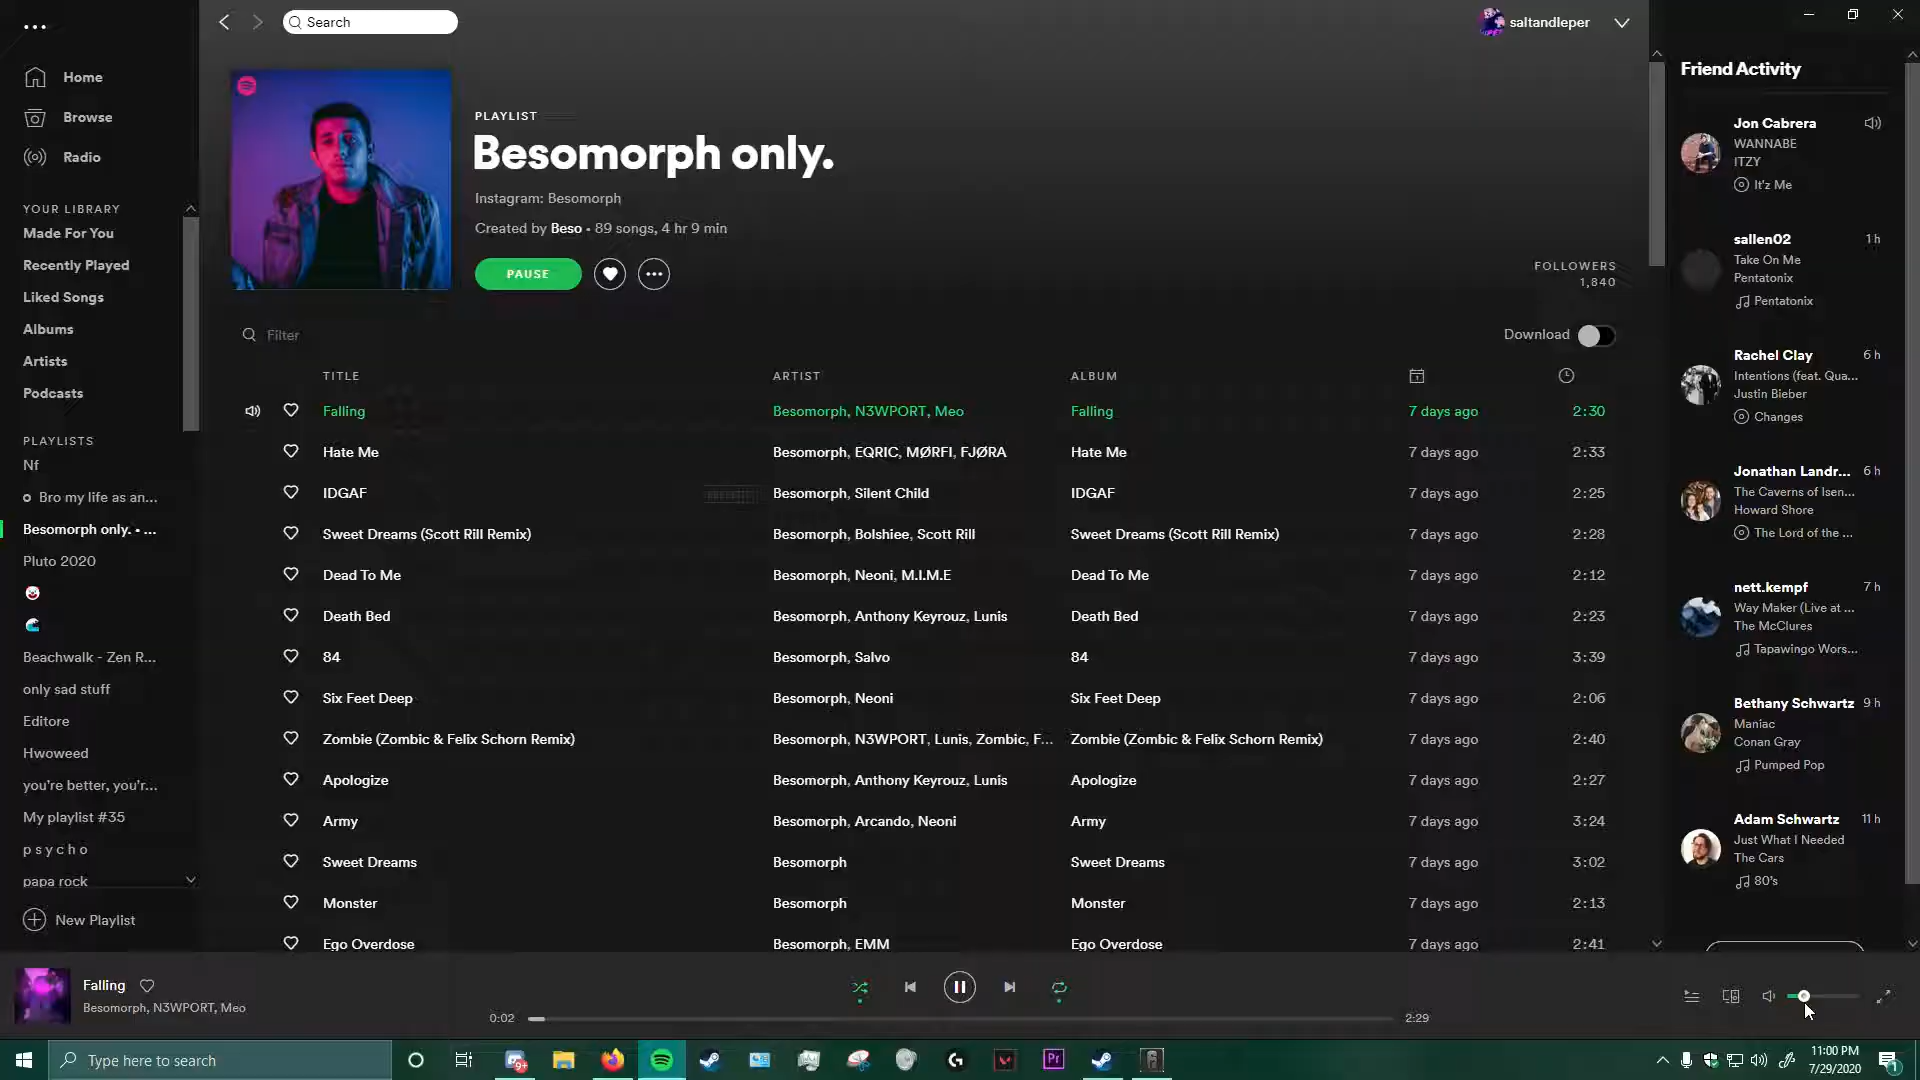 Search
saltandleper
Home
Browse
Radio
YOUR LIBRARY
Made For You
Recently Played
Liked Songs
Albums
Artists
Podcasts
PLAYLISTS
Nf
Bro my life as an...
Besomorph only. • ...
Pluto 2020
Beachwalk - Zen R...
only sad stuff
Editore
Hwoweed
you're better, you'r...
My playlist #35
p s y c h o
papa rock
New Playlist
PLAYLIST
Besomorph only.
Instagram: Besomorph
Created by Beso • 89 songs, 4 hr 9 min
PAUSE
FOLLOWERS
1,840
Filter
Download
TITLE ARTIST ALBUM
Falling Besomorph, N3WPORT, Meo Falling 7 days ago 2:30
Hate Me Besomorph, EQRIC, MØRFI, FJØRA Hate Me 7 days ago 2:33
IDGAF Besomorph, Silent Child IDGAF 7 days ago 2:25
Sweet Dreams (Scott Rill Remix) Besomorph, Bolshiee, Scott Rill Sweet Dreams (Scott Rill Remix) 7 days ago 2:28
Dead To Me Besomorph, Neoni, M.I.M.E Dead To Me 7 days ago 2:12
Death Bed Besomorph, Anthony Keyrouz, Lunis Death Bed 7 days ago 2:23
84 Besomorph, Salvo 84 7 days ago 3:39
Six Feet Deep Besomorph, Neoni Six Feet Deep 7 days ago 2:06
Zombie (Zombic & Felix Schorn Remix) Besomorph, N3WPORT, Lunis, Zombic, F... Zombie (Zombic & Felix Schorn Remix) 7 days ago 2:40
Apologize Besomorph, Anthony Keyrouz, Lunis Apologize 7 days ago 2:27
Army Besomorph, Arcando, Neoni Army 7 days ago 3:24
Sweet Dreams Besomorph Sweet Dreams 7 days ago 3:02
Monster Besomorph Monster 7 days ago 2:13
Ego Overdose Besomorph, EMM Ego Overdose 7 days ago 2:41
Friend Activity
Jon Cabrera
WANNABE
ITZY
It'z Me
sallen02 1 h
Take On Me
Pentatonix
Pentatonix
Rachel Clay 6 h
Intentions (feat. Qua...
Justin Bieber
Changes
Jonathan Landr... 6 h
The Caverns of Isen...
Howard Shore
The Lord of the ...
nett.kempf 7 h
Way Maker (Live at ...
The McClures
Tapawingo Wors...
Bethany Schwartz 9 h
Maniac
Conan Gray
Pumped Pop
Adam Schwartz 11 h
Just What I Needed
The Cars
80's
Falling
Besomorph, N3WPORT, Meo
0:02
2:29
Type here to search
9+
Pr
11:00 PM
7/29/2020
1